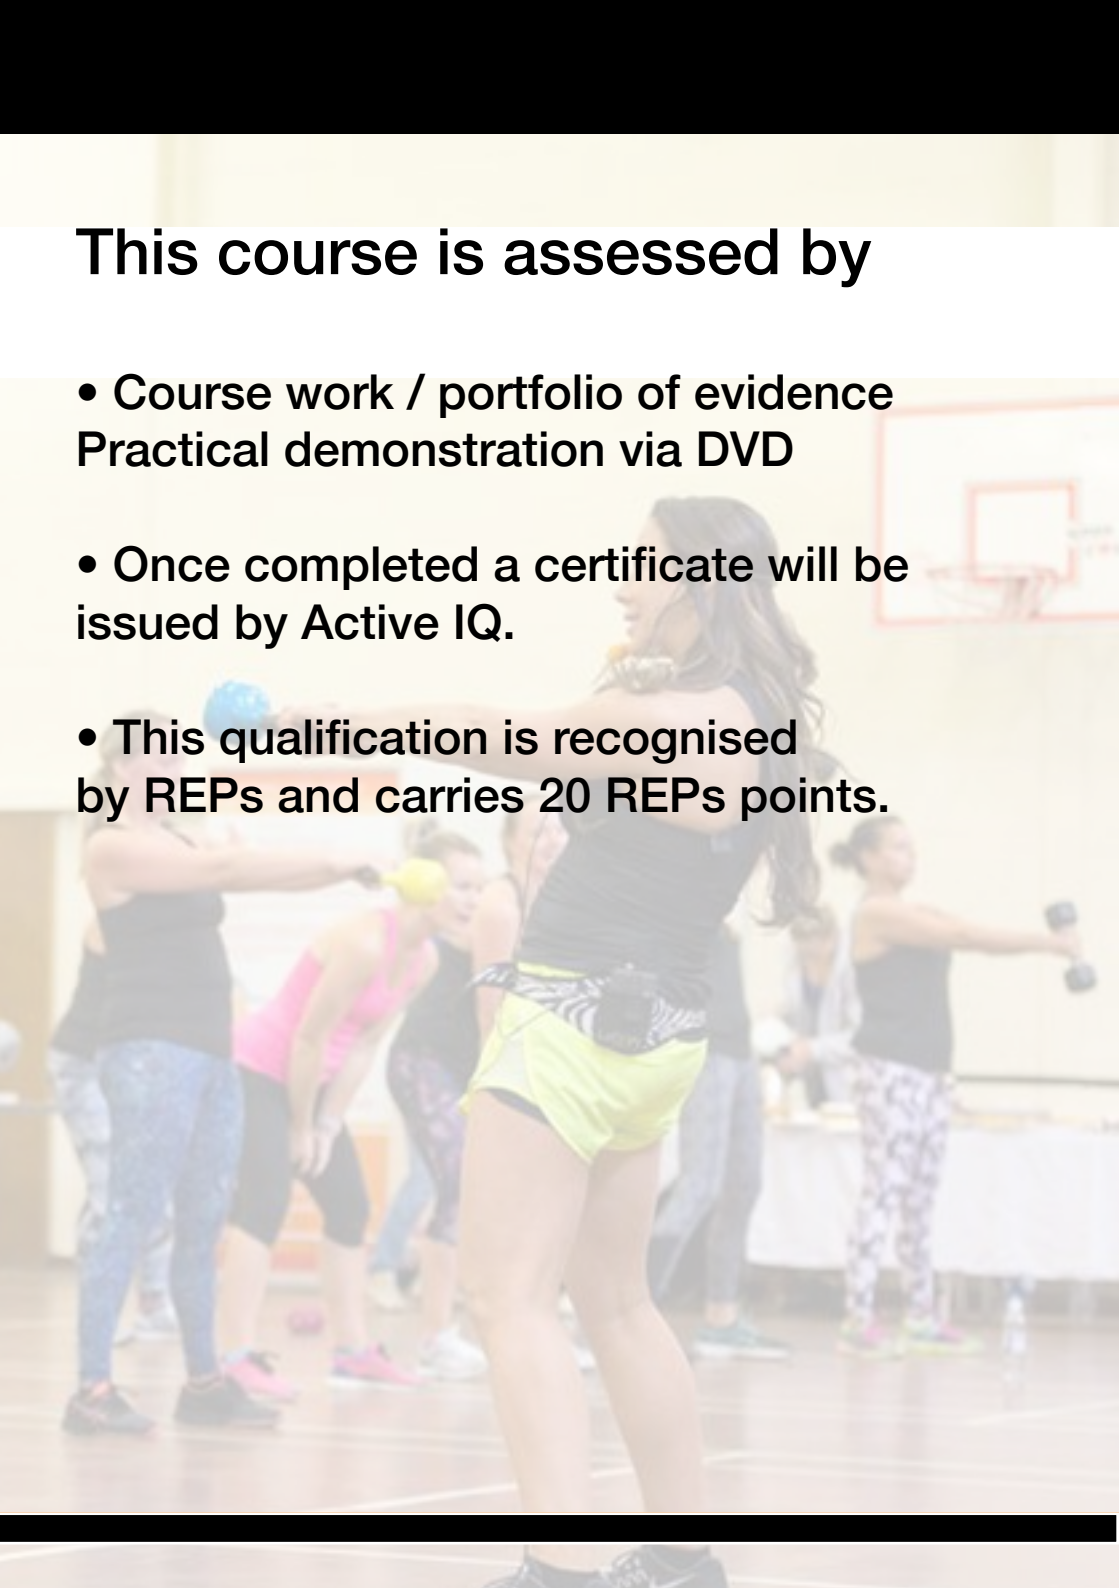 This course is assessed by
• Course work / portfolio of evidence
Practical demonstration via DVD
• Once completed a certificate will be
issued by Active IQ.
• This qualification is recognised
by REPs and carries 20 REPs points.